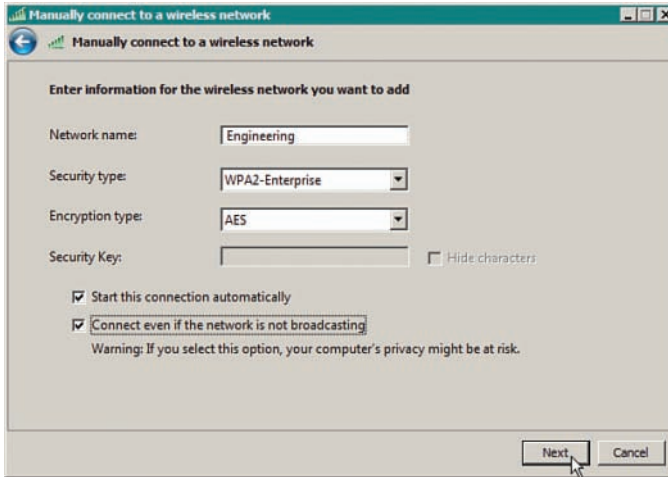 Manually connect to a wireless network
Manually connect to a wireless network
Enter information for the wireless network you want to add
Network name: Engineering
Security type: WPA2-Enterprise
Encryption type: AES
Security Key: Hide characters
Start this connection automatically
Connect even if the network is not broadcasting
Warning: If you select this option, your computer's privacy might be at risk.
Next Cancel